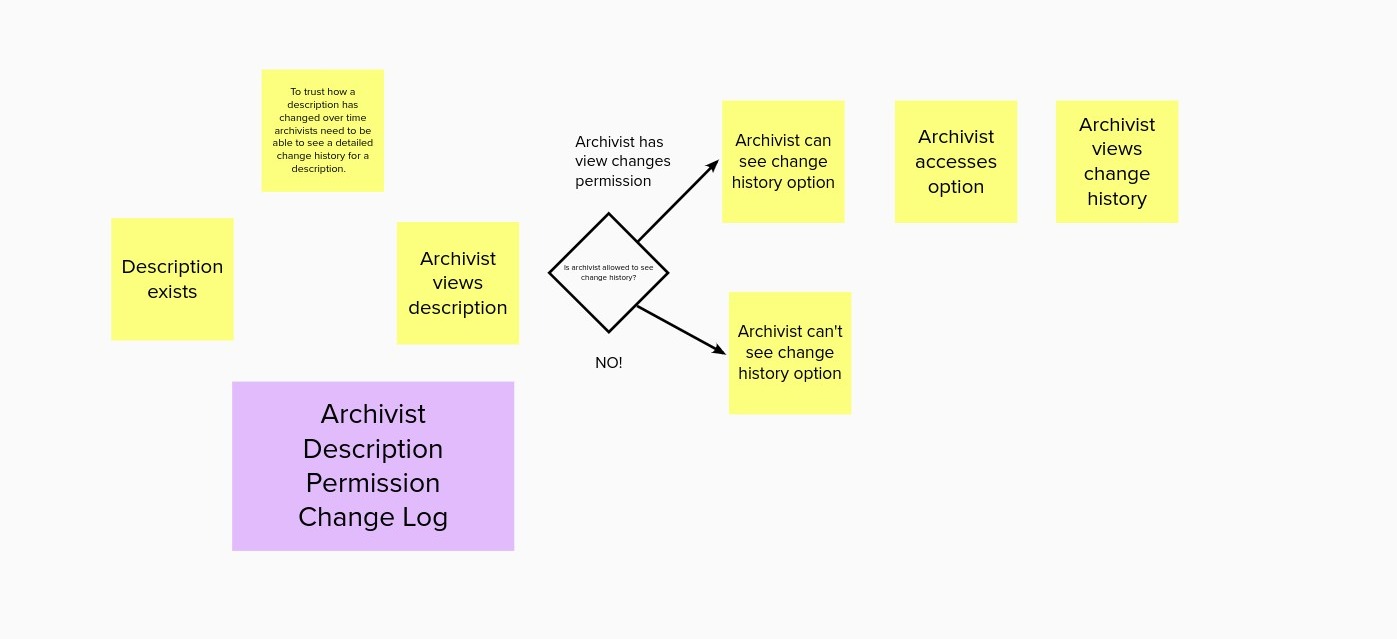 To trust how a
description has
changed over time
archivists need to be
able to see a detailed
change history for a
description.
Description
exists
Archivist
views
description
Archivist has
view changes
permission
Is archivist allowed to see
change history?
NO!
Archivist can
see change
history option
Archivist
accesses
option
Archivist
views
change
history
Archivist can't
see change
history option
Archivist
Description
Permission
Change Log